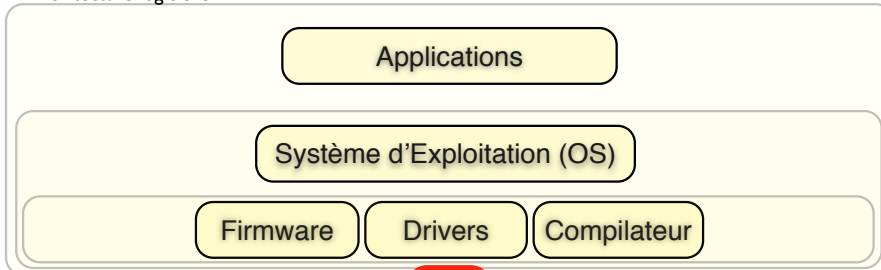 Applications
Système d'Exploitation (OS)
Firmware Drivers Compilateur